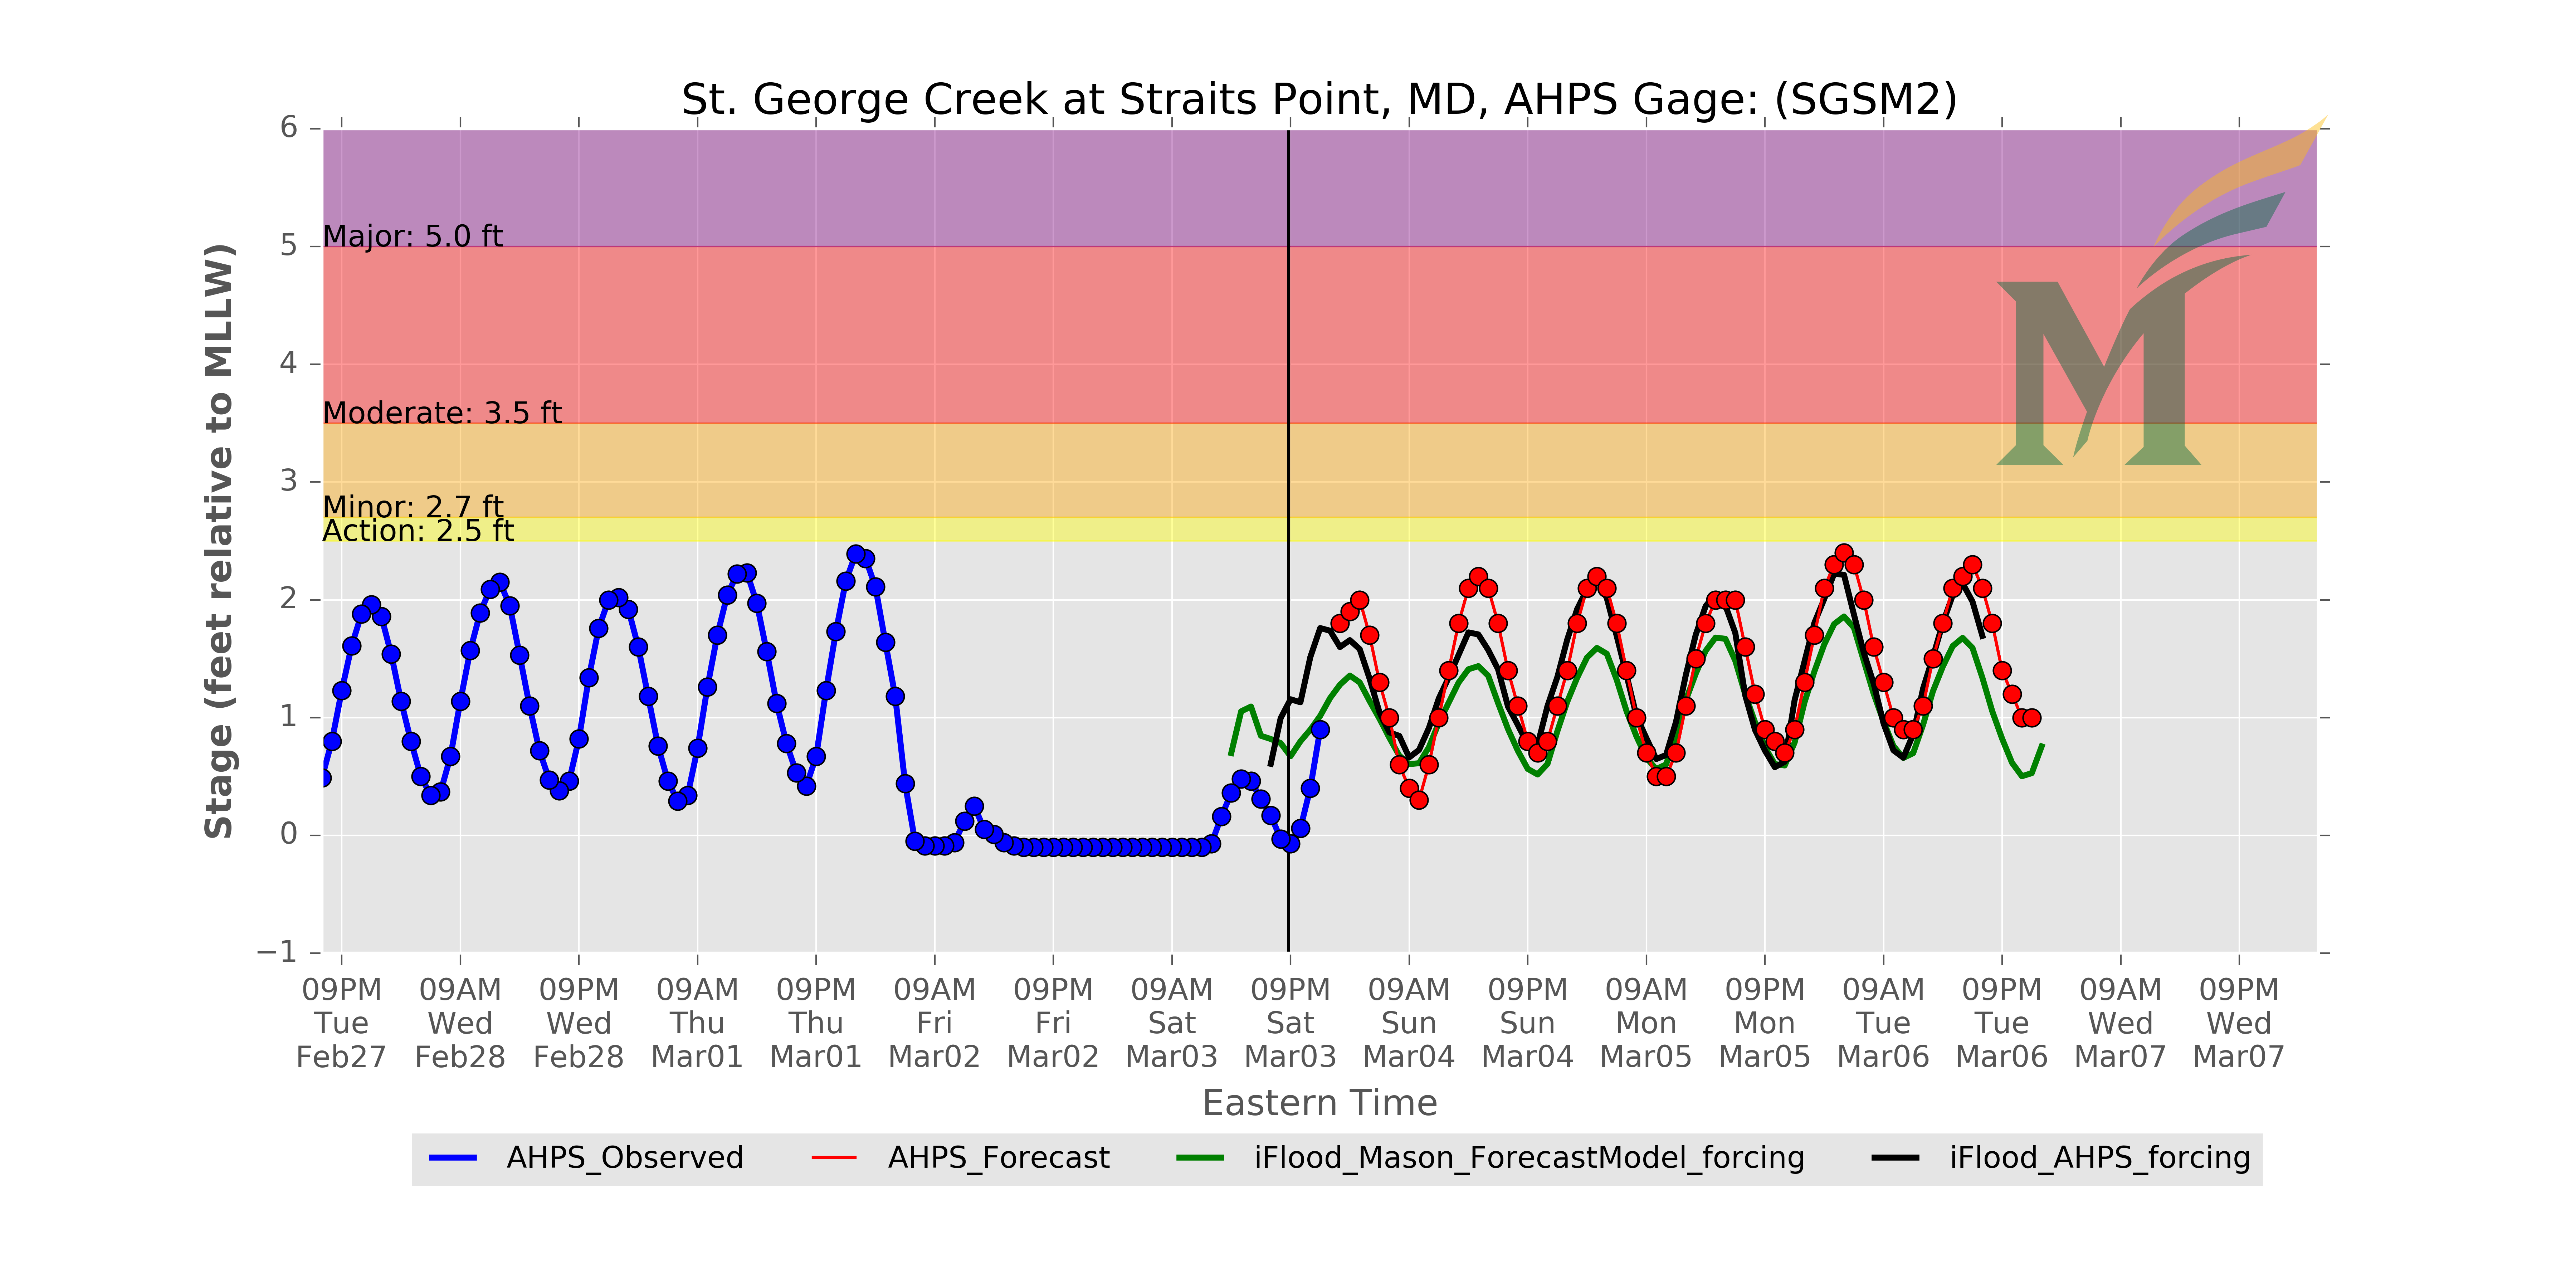 St. George Creek at Straits Point, MD, AHPS Gage: (SGSM2)
6
5
4
3
2
1
0
−1
Stage (feet relative to MLLW)
Major: 5.0 ft
Moderate: 3.5 ft
Minor: 2.7 ft
Action: 2.5 ft
M
09PM 09AM 09PM 09AM 09PM 09AM 09PM 09AM 09PM 09AM 09PM 09AM 09PM 09AM 09PM 09AM 09PM
Tue Wed Wed Thu Thu Fri Fri Sat Sat Sun Sun Mon Mon Tue Tue Wed Wed
Feb27 Feb28 Feb28 Mar01 Mar01 Mar02 Mar02 Mar03 Mar03 Mar04 Mar04 Mar05 Mar05 Mar06 Mar06 Mar07 Mar07
Eastern Time
AHPS_Observed AHPS_Forecast iFlood_Mason_ForecastModel_forcing iFlood_AHPS_forcing